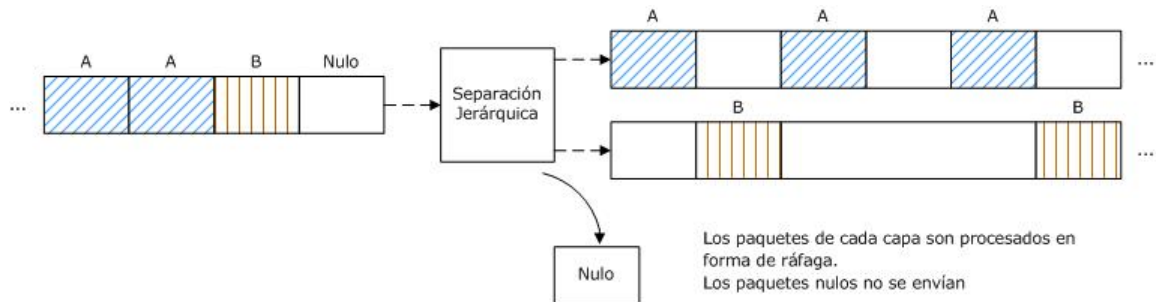 A A A
...
B B
...
A A B Nulo
...
Separación
Jerárquica
Nulo
Los paquetes de cada capa son procesados en
forma de ráfaga.
Los paquetes nulos no se envían